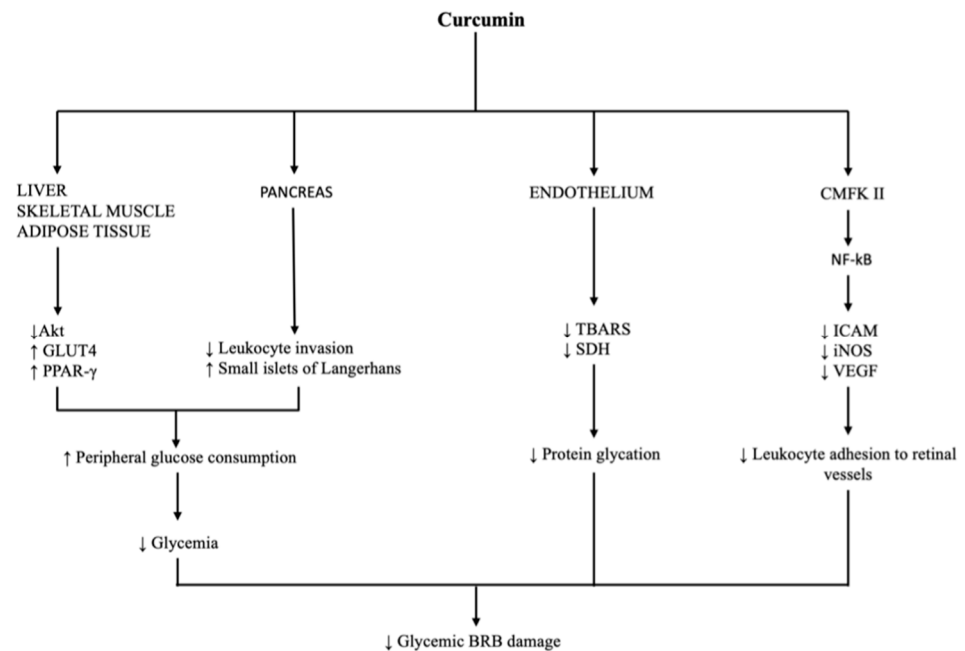 Curcumin
LIVER
SKELETAL MUSCLE
ADIPOSE TISSUE
PANCREAS
ENDOTHELIUM
CMFK II
NF-kB
↓Akt
↑ GLUT4
↑ PPAR-γ
↓ Leukocyte invasion
↑ Small islets of Langerhans
↓ TBARS
↓ SDH
↓ ICAM
↓ iNOS
↓ VEGF
↑ Peripheral glucose consumption
↓ Protein glycation
↓ Leukocyte adhesion to retinal
vessels
↓ Glycemia
↓ Glycemic BRB damage